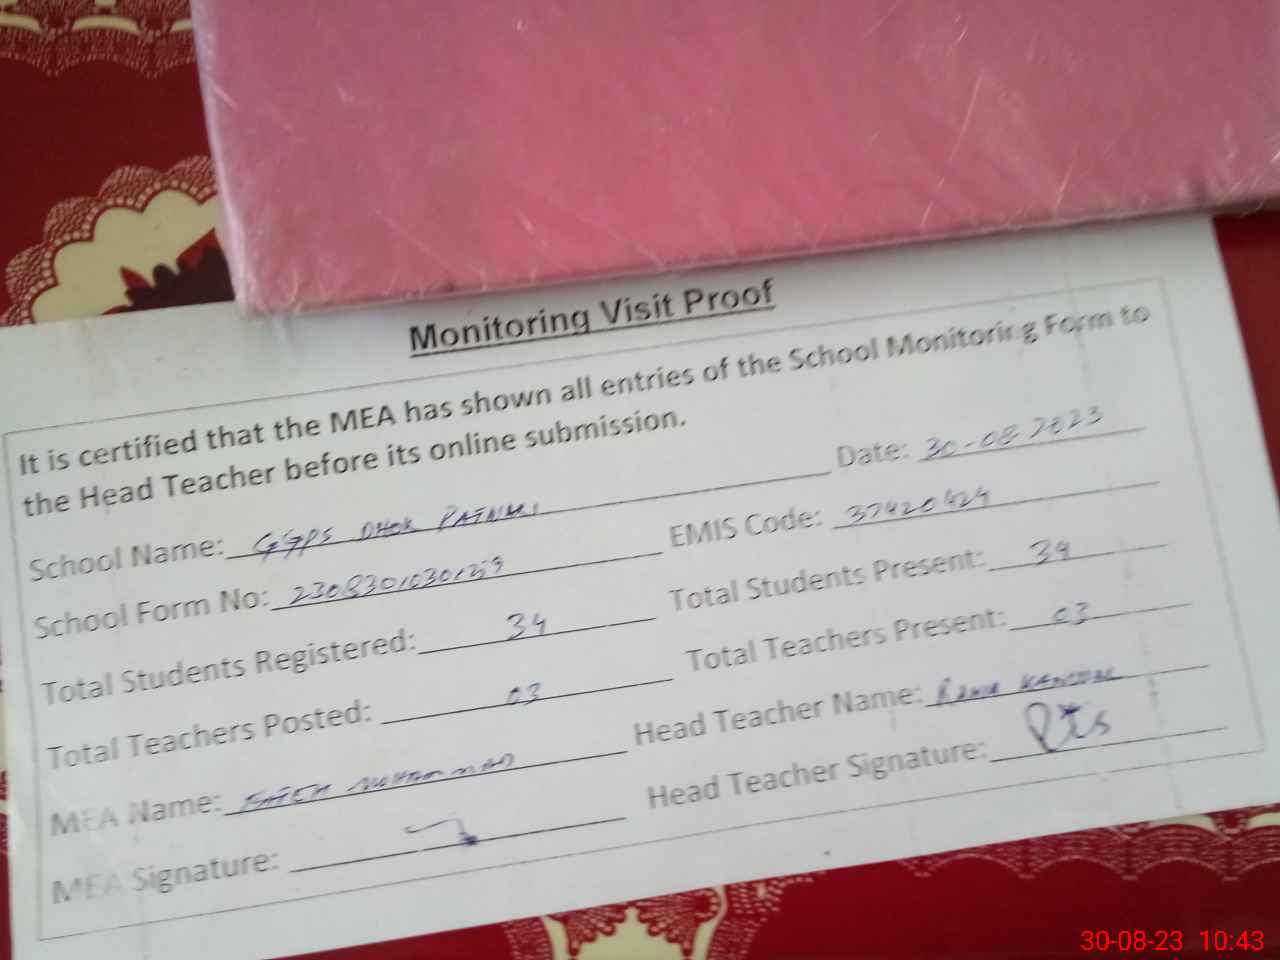 Monitoring Visit Proof
It is certified that the MEA has shown all entries of the School Monitoring Form to
the Head Teacher before its online submission.
School Name: GGPS DHOK Date: 30-08-2023
School Form No: EMIS Code: 37420424
Total Students Registered: 34 Total Students Present: 34
Total Teachers Posted: 03 Total Teachers Present: 03
MEA Name: MUHAMMAD Head Teacher Name:
MEA Signature: Head Teacher Signature:
30-08-23 10:43